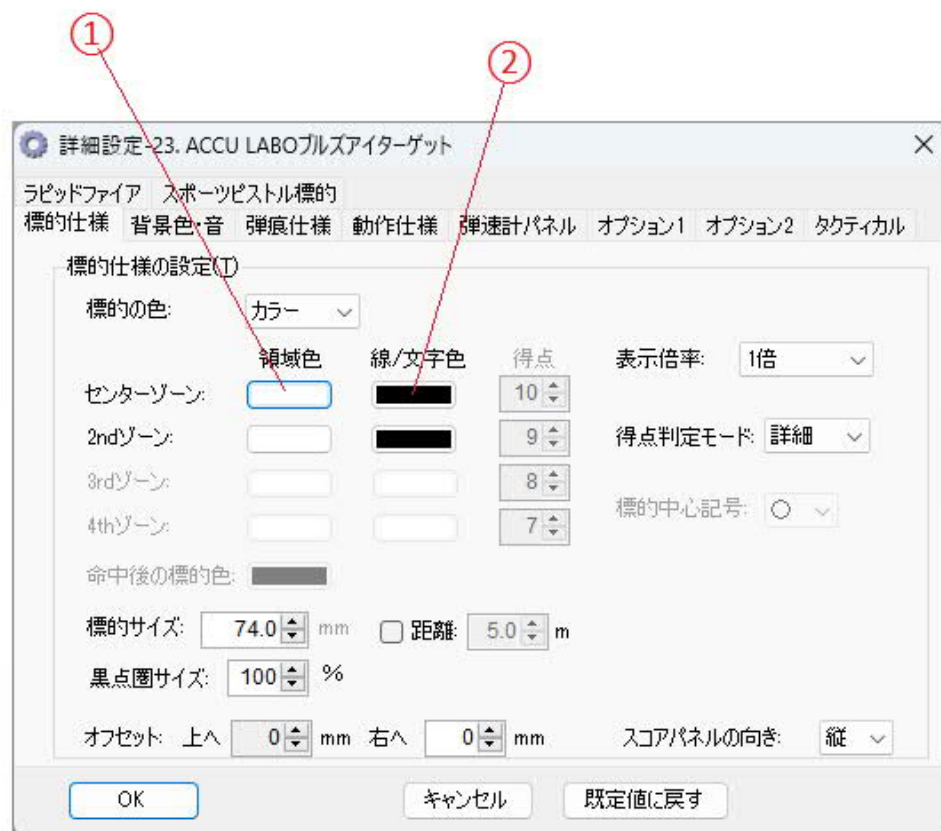 ① ②
詳細設定-23. ACCU LABOブルズアイターゲット
ラピッドファイア スポーツピストル標的
標的仕様 背景色・音 弾痕仕様 動作仕様 弾速計パネル オプション1 オプション2 タクティカル
標的仕様の設定(T)
標的の色: カラー
領域色 線/文字色 得点 表示倍率: 1倍
センターゾーン: 10
2ndゾーン: 9 得点判定モード: 詳細
3rdゾーン: 8
標的中心記号: ○
4thゾーン: 7
命中後の標的色:
標的サイズ: 74.0 mm 距離: 5.0 m
黒点圏サイズ: 100 %
オフセット: 上へ 0 mm 右へ 0 mm スコアパネルの向き: 縦
OK キャンセル 既定値に戻す